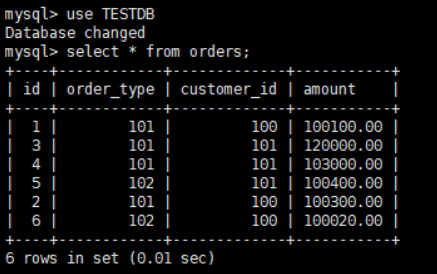 mysql> use TESTDB
Database changed
mysql> select * from orders;
+----+------------+-------------+-----------+
| id | order_type | customer_id | amount    |
+----+------------+-------------+-----------+
|  1 |        101 |         100 | 100100.00 |
|  3 |        101 |         101 | 120000.00 |
|  4 |        101 |         101 | 103000.00 |
|  5 |        102 |         101 | 100400.00 |
|  2 |        101 |         100 | 100300.00 |
|  6 |        102 |         100 | 100020.00 |
+----+------------+-------------+-----------+
6 rows in set (0.01 sec)